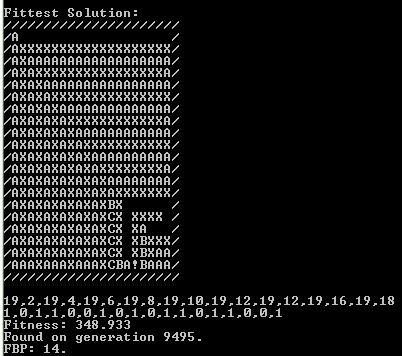 Fittest Solution:
//////////////////////
/A                   /
/AXXXXXXXXXXXXXXXXXXX/
/AXAAAAAAAAAAAAAAAAAA/
/AXAXXXXXXXXXXXXXXXXA/
/AXAXAAAAAAAAAAAAAAAA/
/AXAXXXXXXXXXXXXXXXXX/
/AXAXAXXXXXXXXXXXXXXA/
/AXAXAXAAAAAAAAAAAAAA/
/AXAXAXAXXXXXXXXXXXXA/
/AXAXAXAXAAAAAAAAAAAA/
/AXAXAXAXAXXXXXXXXXXA/
/AXAXAXAXAXAAAAAAAAAA/
/AXAXAXAXAXAXXXXXXXXA/
/AXAXAXAXAXAXAAAAAAAA/
/AXAXAXAXAXAXAXXXXXXX/
/AXAXAXAXAXAXBX      /
/AXAXAXAXAXAXCX XXXX /
/AXAXAXAXAXAXCX XA   /
/AXAXAXAXAXAXCX XBXXX/
/AXAXAXAXAXAXCX XBXAA/
/AAAXAAAXAAAXCBA!BAAA/
//////////////////////
19,2,19,4,19,6,19,8,19,10,19,12,19,12,19,16,19,18
1,0,1,1,0,0,1,0,1,0,1,1,0,1,1,0,0,1
Fitness: 348.933
Found on generation 9495.
FBP: 14.